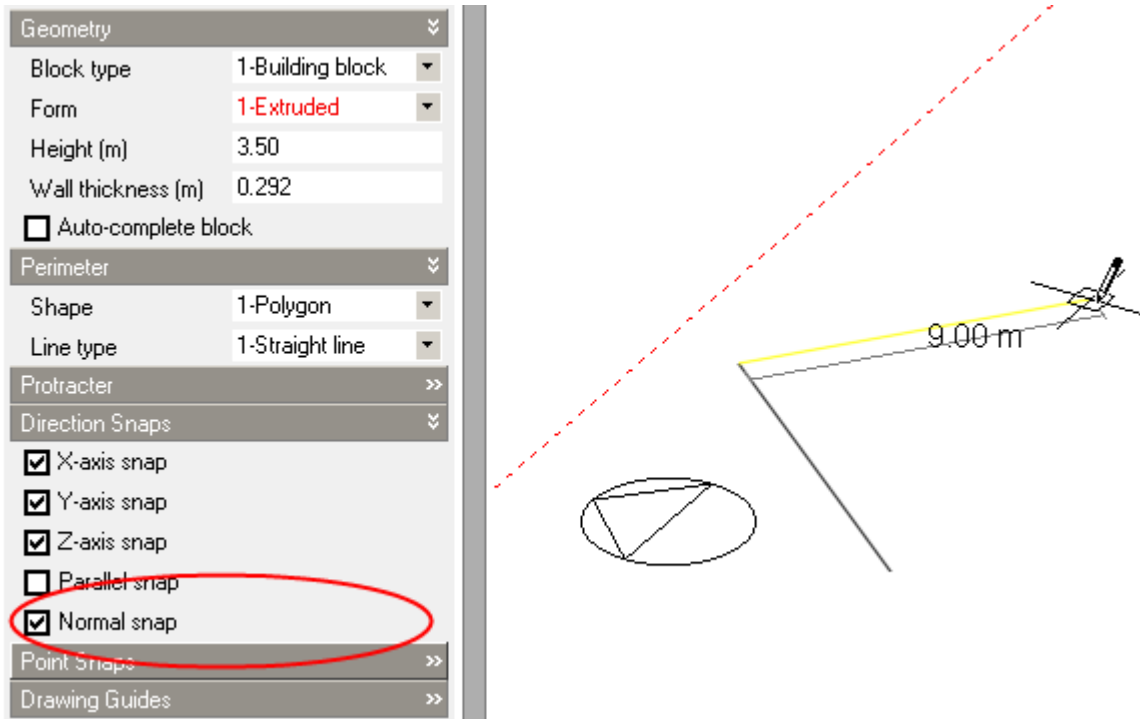 Geometry
Block type 1-Building block
Form 1-Extruded
Height (m) 3.50
Wall thickness (m) 0.292
Auto-complete block
Perimeter
Shape 1-Polygon
Line type 1-Straight line
Protracter
Direction Snaps
X-axis snap
Y-axis snap
Z-axis snap
Parallel snap
Normal snap
Point Snaps
Drawing Guides
9.00 m